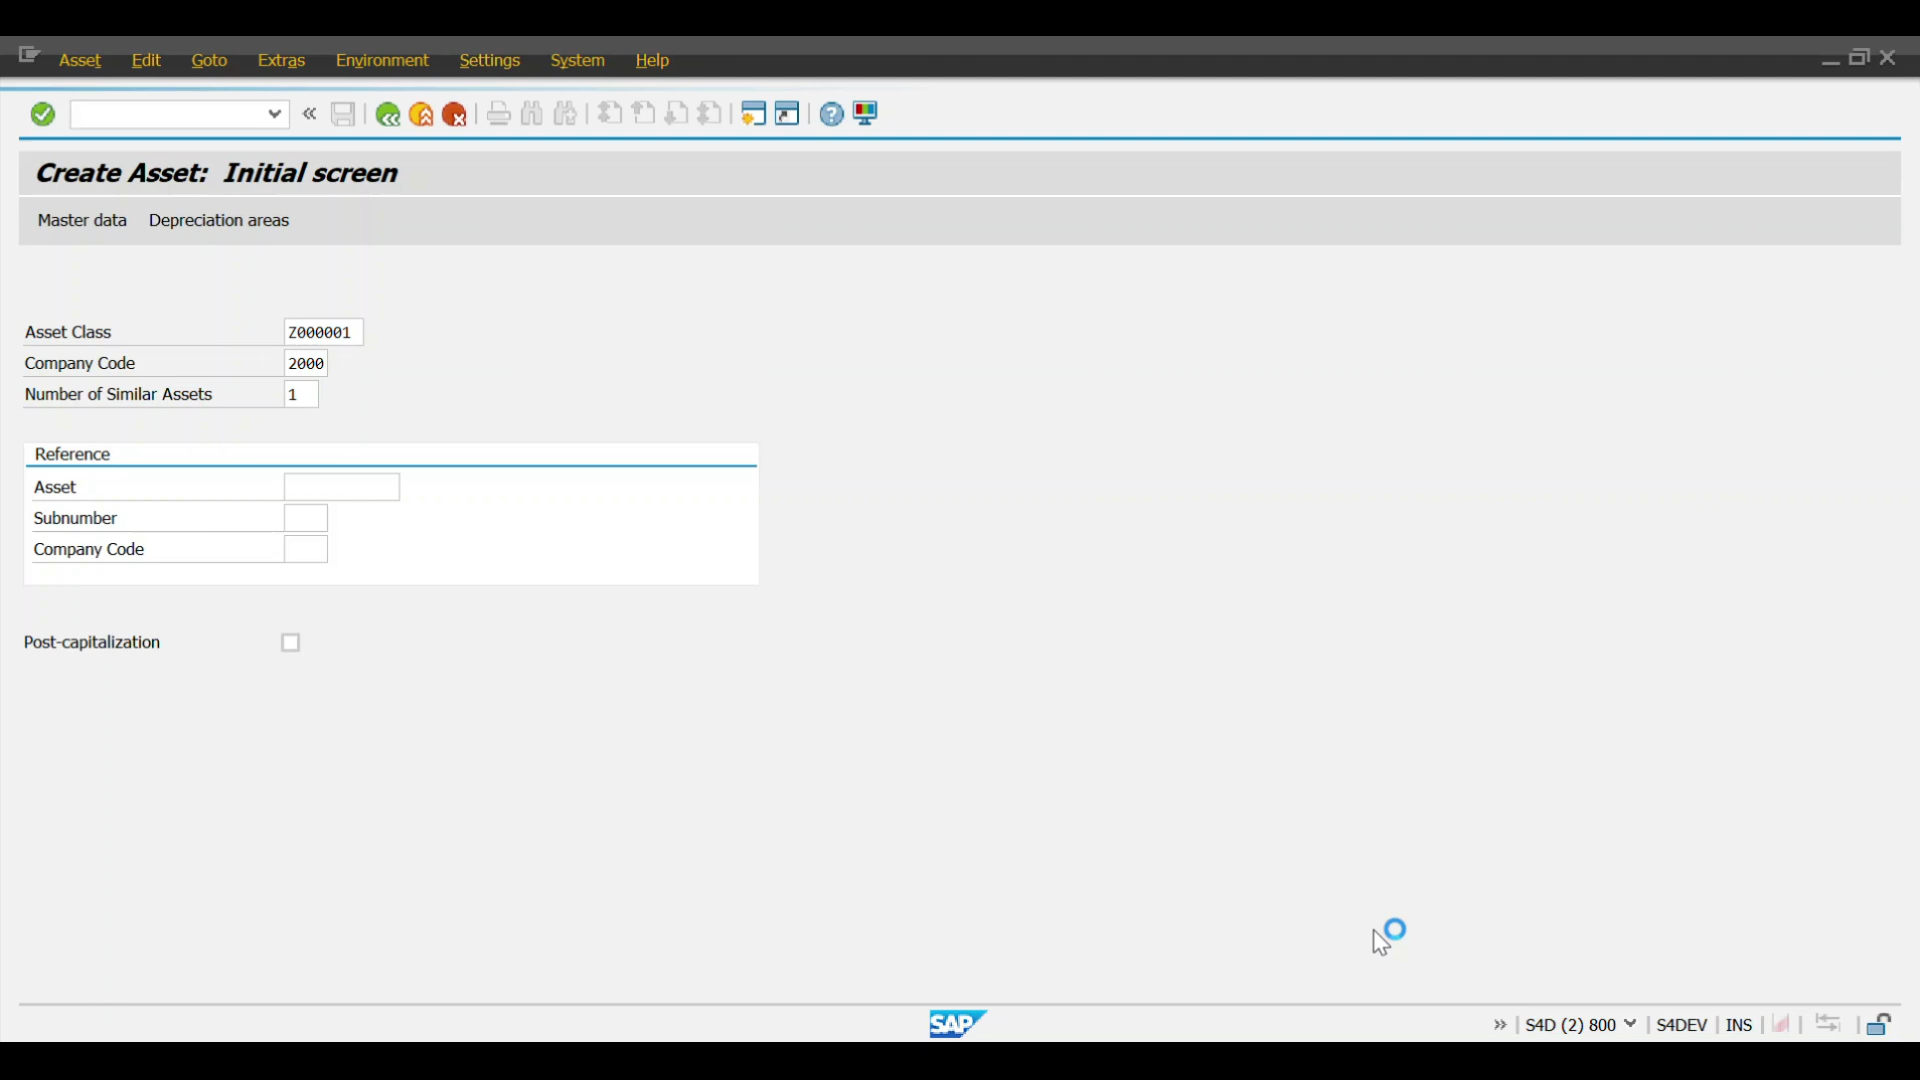 Asset Edit Goto Extras Environment Settings System Help
Create Asset: Initial screen
Master data Depreciation areas
Asset Class Z000001
Company Code 2000
Number of Similar Assets 1
Reference
Asset
Subnumber
Company Code
Post-capitalization
SAP S4D (2) 800 S4DEV INS